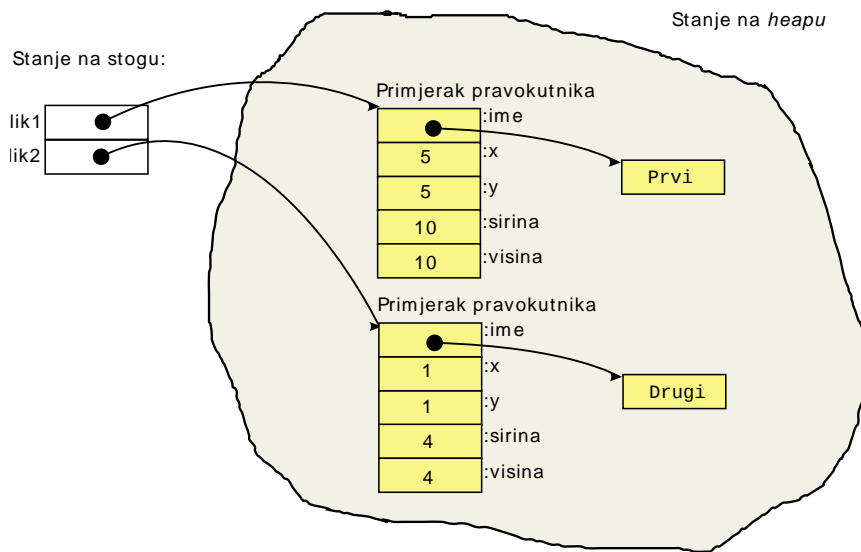 Stanje na heapu
Stanje na stogu:
lik1
lik2
Primjerak pravokutnika
:ime
5 :x
5 :y
10 :sirina
10 :visina
Prvi
Primjerak pravokutnika
:ime
1 :x
1 :y
4 :sirina
4 :visina
Drugi